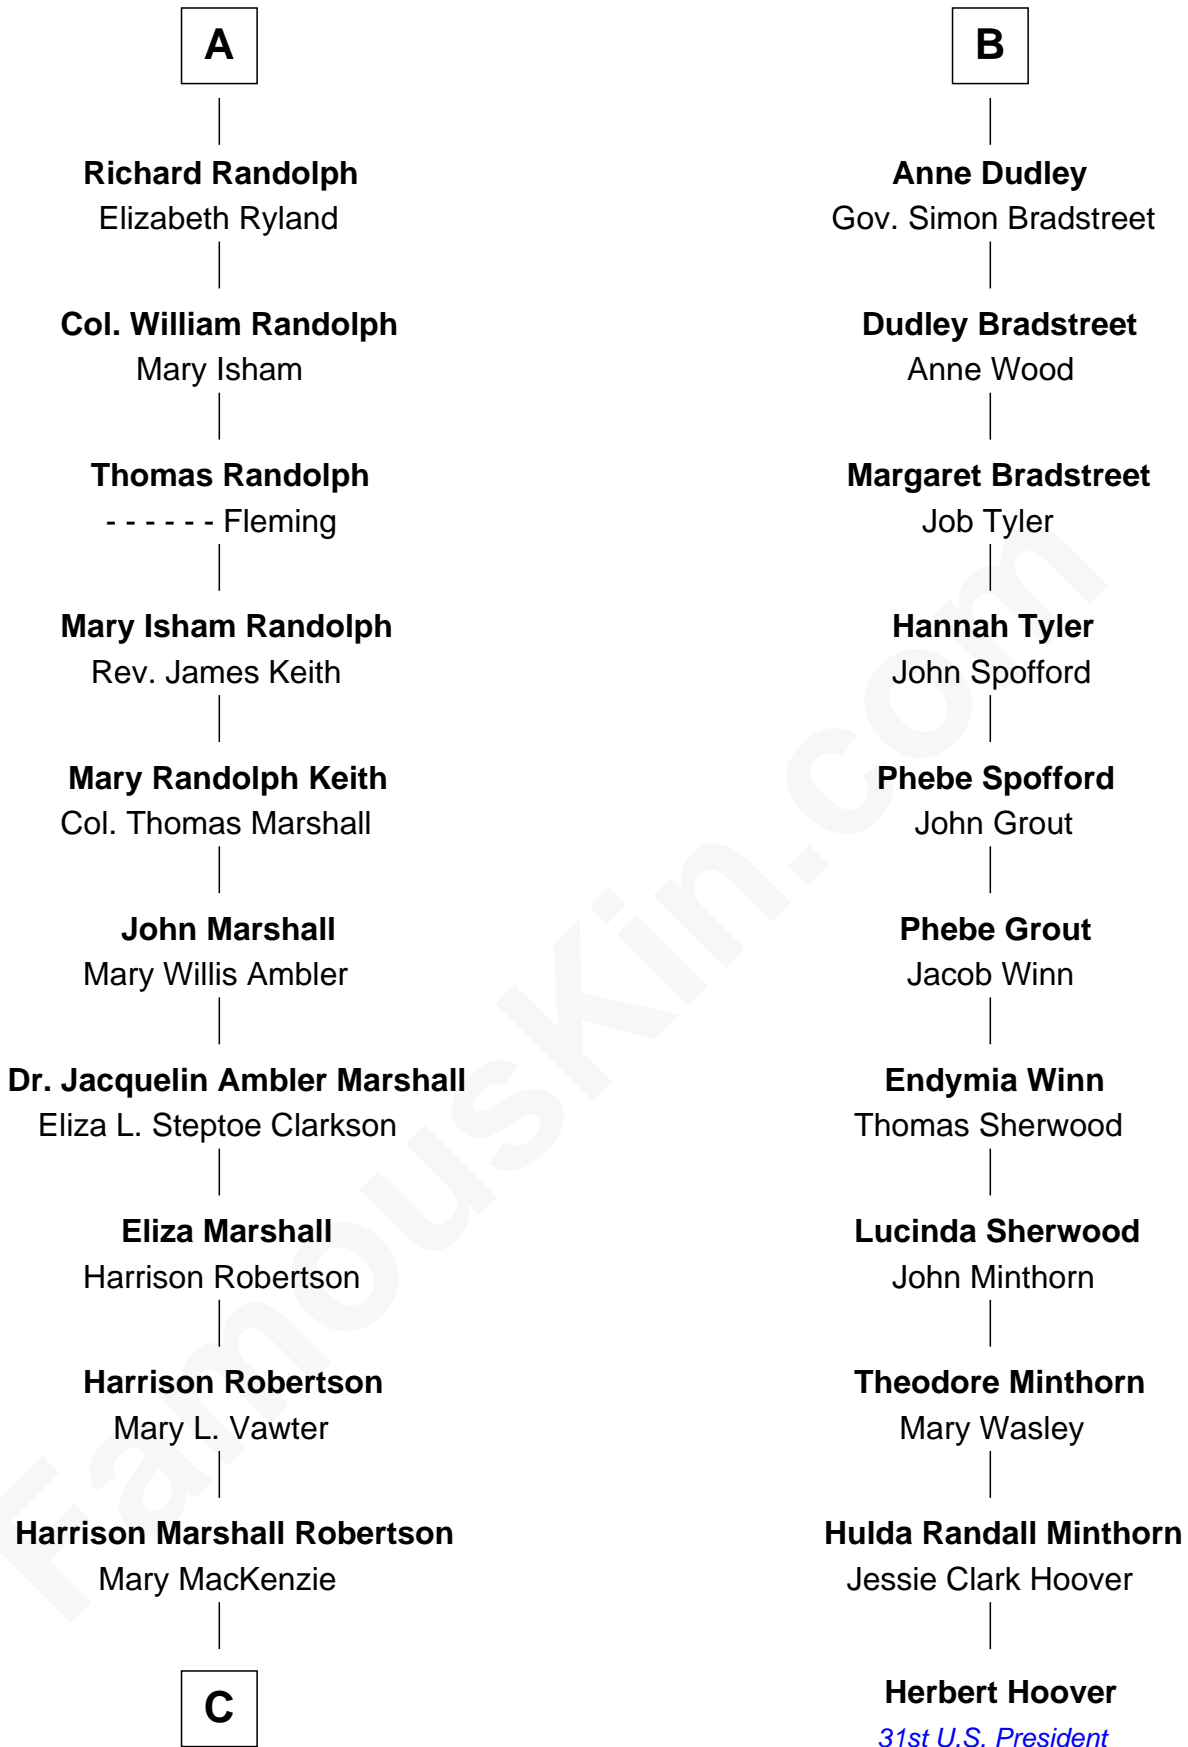 A
Richard Randolph
Elizabeth Ryland
Col. William Randolph
Mary Isham
Thomas Randolph
- - - - - - Fleming
Mary Isham Randolph
Rev. James Keith
Mary Randolph Keith
Col. Thomas Marshall
John Marshall
Mary Willis Ambler
Dr. Jacquelin Ambler Marshall
Eliza L. Steptoe Clarkson
Eliza Marshall
Harrison Robertson
Harrison Robertson
Mary L. Vawter
Harrison Marshall Robertson
Mary MacKenzie
C
B
Anne Dudley
Gov. Simon Bradstreet
Dudley Bradstreet
Anne Wood
Margaret Bradstreet
Job Tyler
Hannah Tyler
John Spofford
Phebe Spofford
John Grout
Phebe Grout
Jacob Winn
Endymia Winn
Thomas Sherwood
Lucinda Sherwood
John Minthorn
Theodore Minthorn
Mary Wasley
Hulda Randall Minthorn
Jessie Clark Hoover
Herbert Hoover
31st U.S. President
FamousKin.com